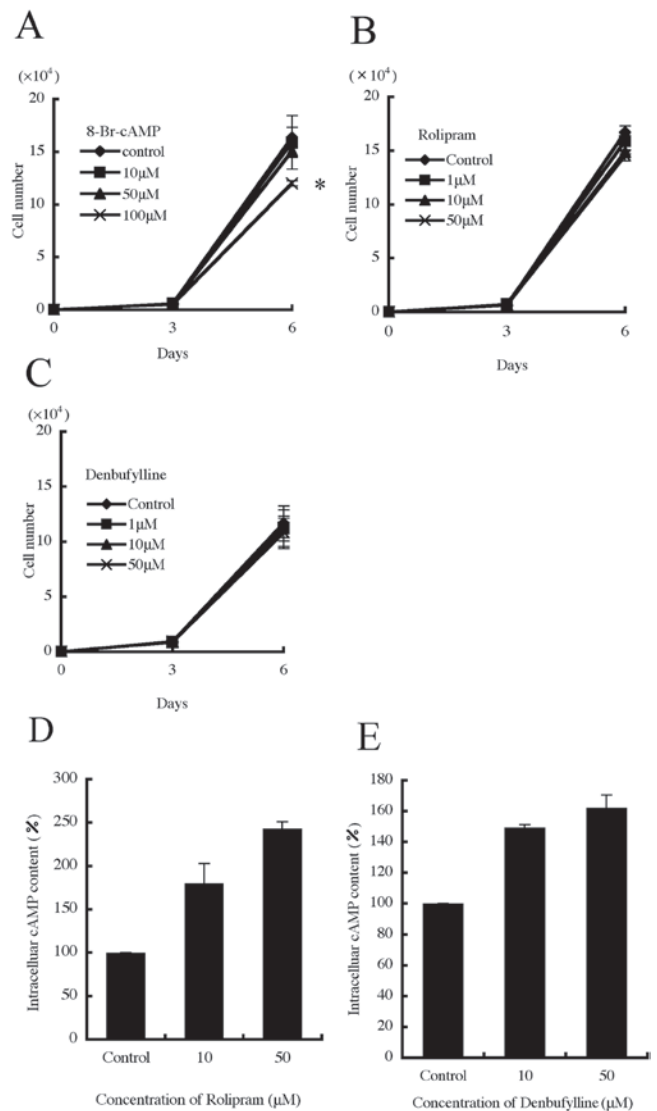 A
(×10⁴)
20
15
10
5
0
Cell number
8-Br-cAMP
control
10µM
50µM
100µM
*
0 3 6
Days
B
(×10⁴)
20
15
10
5
0
Cell number
Rolipram
Control
1µM
10µM
50µM
0 3 6
Days
C
(×10⁴)
20
15
10
5
0
Cell number
Denbufylline
Control
1µM
10µM
50µM
0 3 6
Days
D
300
250
200
150
100
50
0
Intracelluar cAMP content (%)
Control 10 50
Concentration of Rolipram (µM)
E
180
160
140
120
100
80
60
40
20
0
Intracelluar cAMP content (%)
Control 10 50
Concentration of Denbufylline (µM)